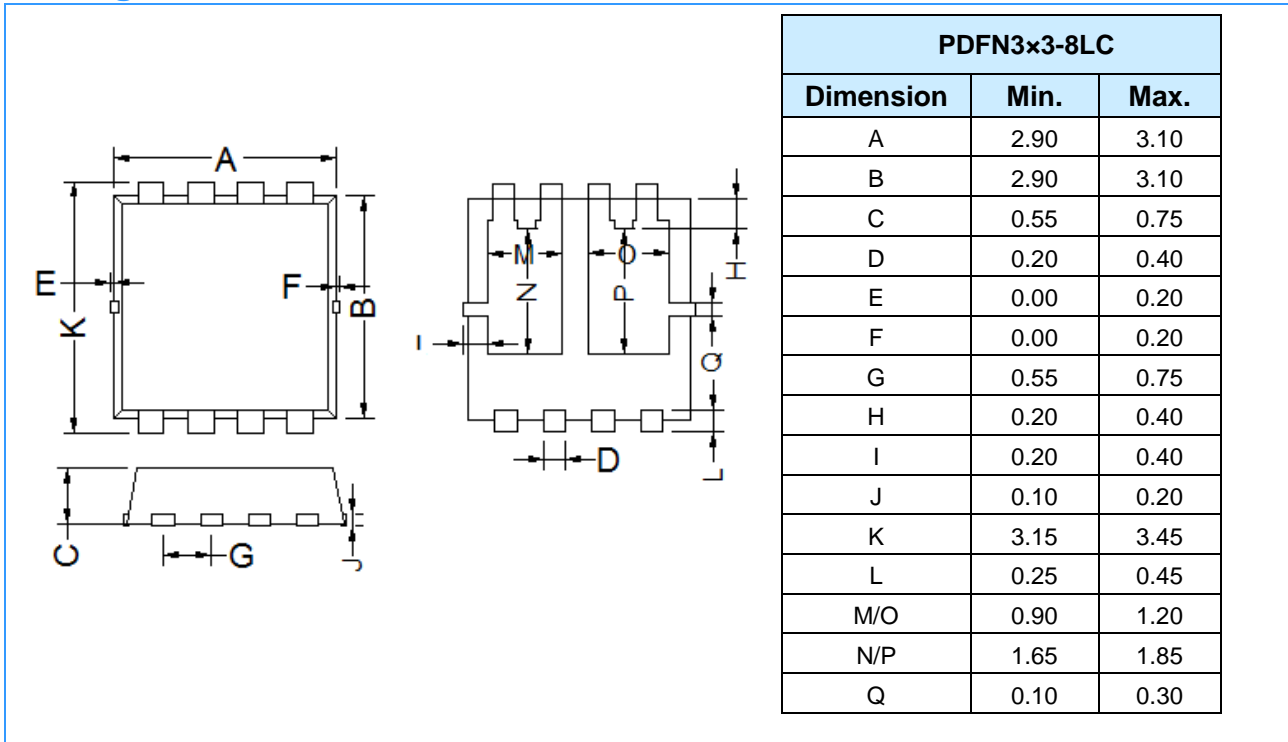 A
E
F
K
B
C
G
J
M
O
N
P
H
I
Q
D
L
PDFN3×3-8LC
Dimension Min. Max.
A 2.90 3.10
B 2.90 3.10
C 0.55 0.75
D 0.20 0.40
E 0.00 0.20
F 0.00 0.20
G 0.55 0.75
H 0.20 0.40
I 0.20 0.40
J 0.10 0.20
K 3.15 3.45
L 0.25 0.45
M/O 0.90 1.20
N/P 1.65 1.85
Q 0.10 0.30